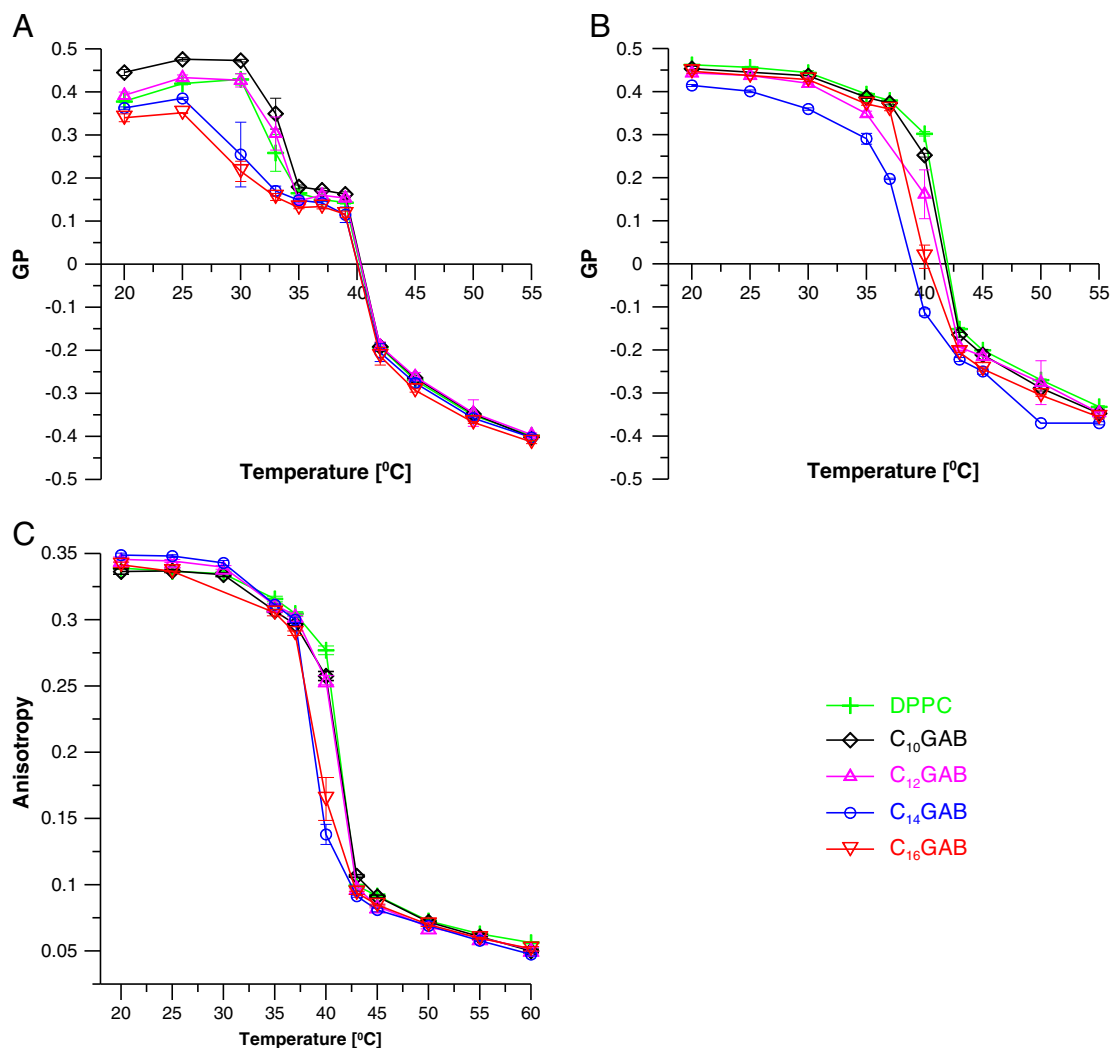 A
0.5
0.4
0.3
0.2
0.1
0
-0.1
-0.2
-0.3
-0.4
-0.5
GP
20 25 30 35 40 45 50 55
Temperature [⁰C]
B
0.5
0.4
0.3
0.2
0.1
0
-0.1
-0.2
-0.3
-0.4
-0.5
GP
20 25 30 35 40 45 50 55
Temperature [⁰C]
C
0.35
0.3
0.25
0.2
0.15
0.1
0.05
Anisotropy
20 25 30 35 40 45 50 55 60
Temperature [⁰C]
DPPC
C₁₀GAB
C₁₂GAB
C₁₄GAB
C₁₆GAB